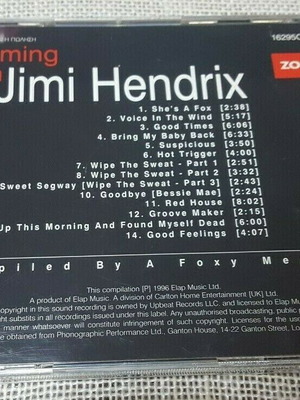 Η ΠΩΛΗΣΗ
ming
16295
Jimi Hendrix
ZO
1. She's A Fox [2:38]
2. Voice In The Wind [5:17]
3. Good Times [6:06]
4. Bring My Baby Back [6:33]
5. Suspicious [3:50]
6. Hot Trigger [4:00]
7. Wipe The Sweat - Part 1 [2:51]
8. Wipe The Sweat - Part 2 [3:32]
Sweet Segway [Wipe The Sweat - Part 3] [2:43]
10. Goodbye [Bessie Mae] [2:24]
11. Red House [8:02]
12. Groove Maker [2:15]
Up This Morning And Found Myself Dead [6:00]
14. Good Feelings [4:07]
piled By A Foxy Me
This compilation [P] 1996 Elap Music Ltd.
A product of Elap Music. A division of Carlton Home Entertainment [UK] Ltd.
copyright in this sound recording is owned by Upbeat Records LLC. and licensed to Elap Music
ght subsits in all recordings issued under this label. Any unauthorised broadcasting, public
r manner whatsoever will constitute infringement of such copyright. Licenses for the use
e obtained from Phonographic Performance Ltd., Ganton House, 14-22 Ganton Street, Lo